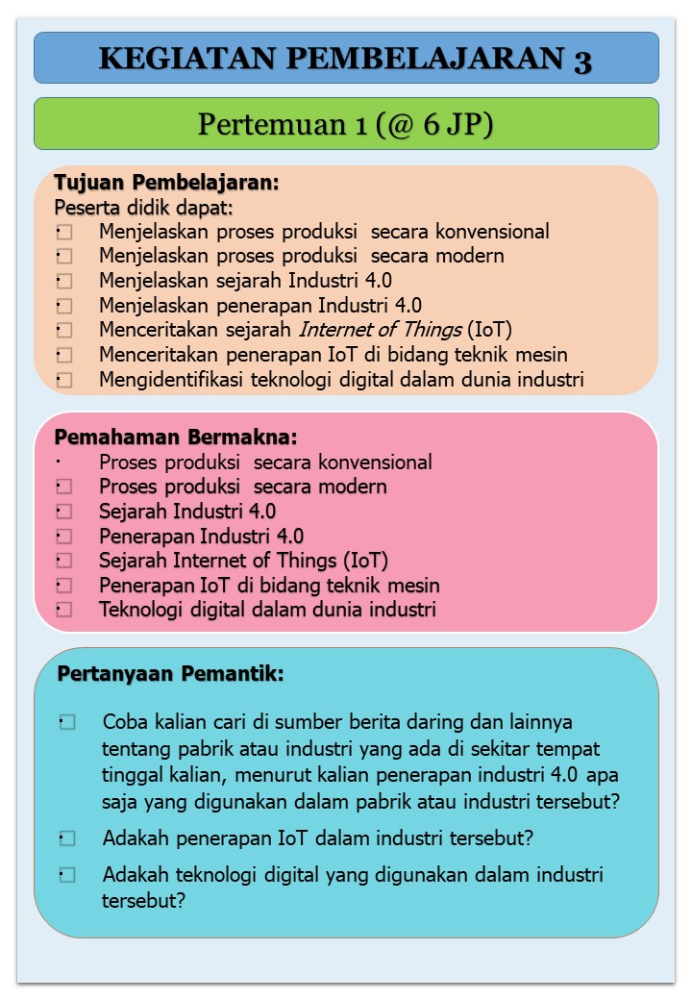 KEGIATAN PEMBELAJARAN 3
Pertemuan 1 (@ 6 JP)
Tujuan Pembelajaran:
Peserta didik dapat:
Menjelaskan proses produksi secara konvensional
Menjelaskan proses produksi secara modern
Menjelaskan sejarah Industri 4.0
Menjelaskan penerapan Industri 4.0
Menceritakan sejarah Internet of Things (IoT)
Menceritakan penerapan IoT di bidang teknik mesin
Mengidentifikasi teknologi digital dalam dunia industri
Pemahaman Bermakna:
Proses produksi secara konvensional
Proses produksi secara modern
Sejarah Industri 4.0
Penerapan Industri 4.0
Sejarah Internet of Things (IoT)
Penerapan IoT di bidang teknik mesin
Teknologi digital dalam dunia industri
Pertanyaan Pemantik:
Coba kalian cari di sumber berita daring dan lainnya
tentang pabrik atau industri yang ada di sekitar tempat
tinggal kalian, menurut kalian penerapan industri 4.0 apa
saja yang digunakan dalam pabrik atau industri tersebut?
Adakah penerapan IoT dalam industri tersebut?
Adakah teknologi digital yang digunakan dalam industri
tersebut?